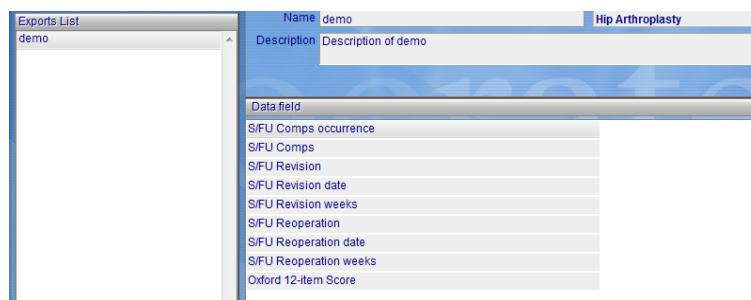 Exports List
demo
Name demo Hip Arthroplasty
Description Description of demo
Data field
S/FU Comps occurrence
S/FU Comps
S/FU Revision
S/FU Revision date
S/FU Revision weeks
S/FU Reoperation
S/FU Reoperation date
S/FU Reoperation weeks
Oxford 12-item Score